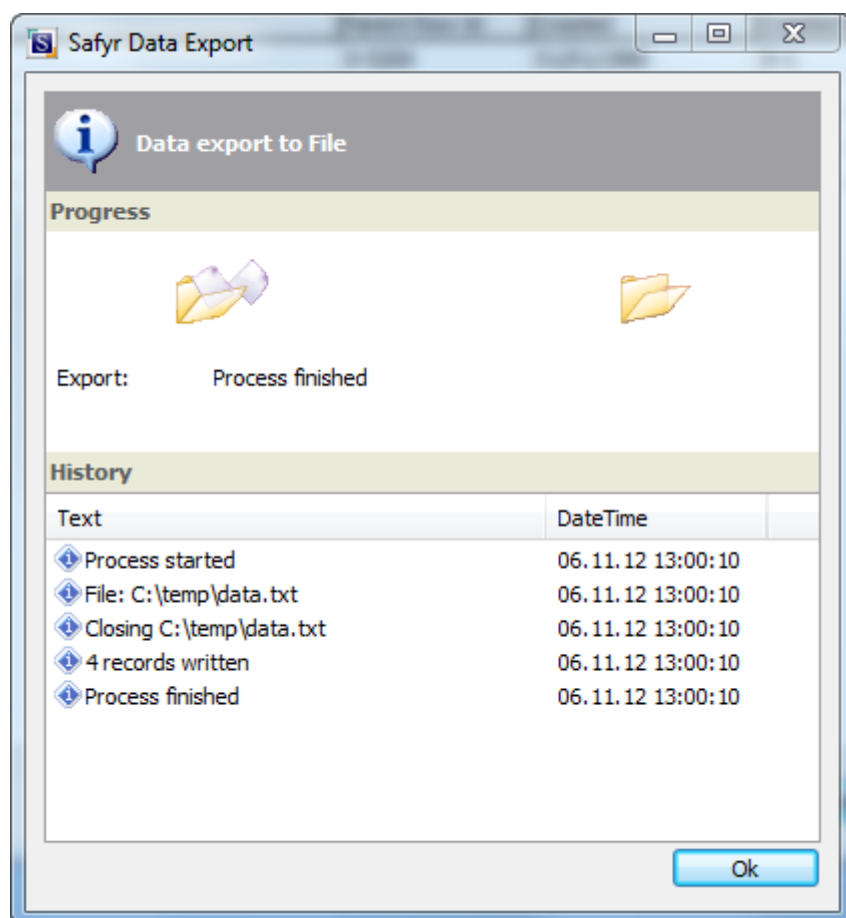 Safyr Data Export
Data export to File
Progress
Export: Process finished
History
Text DateTime
Process started 06.11.12 13:00:10
File: C:\temp\data.txt 06.11.12 13:00:10
Closing C:\temp\data.txt 06.11.12 13:00:10
4 records written 06.11.12 13:00:10
Process finished 06.11.12 13:00:10
Ok